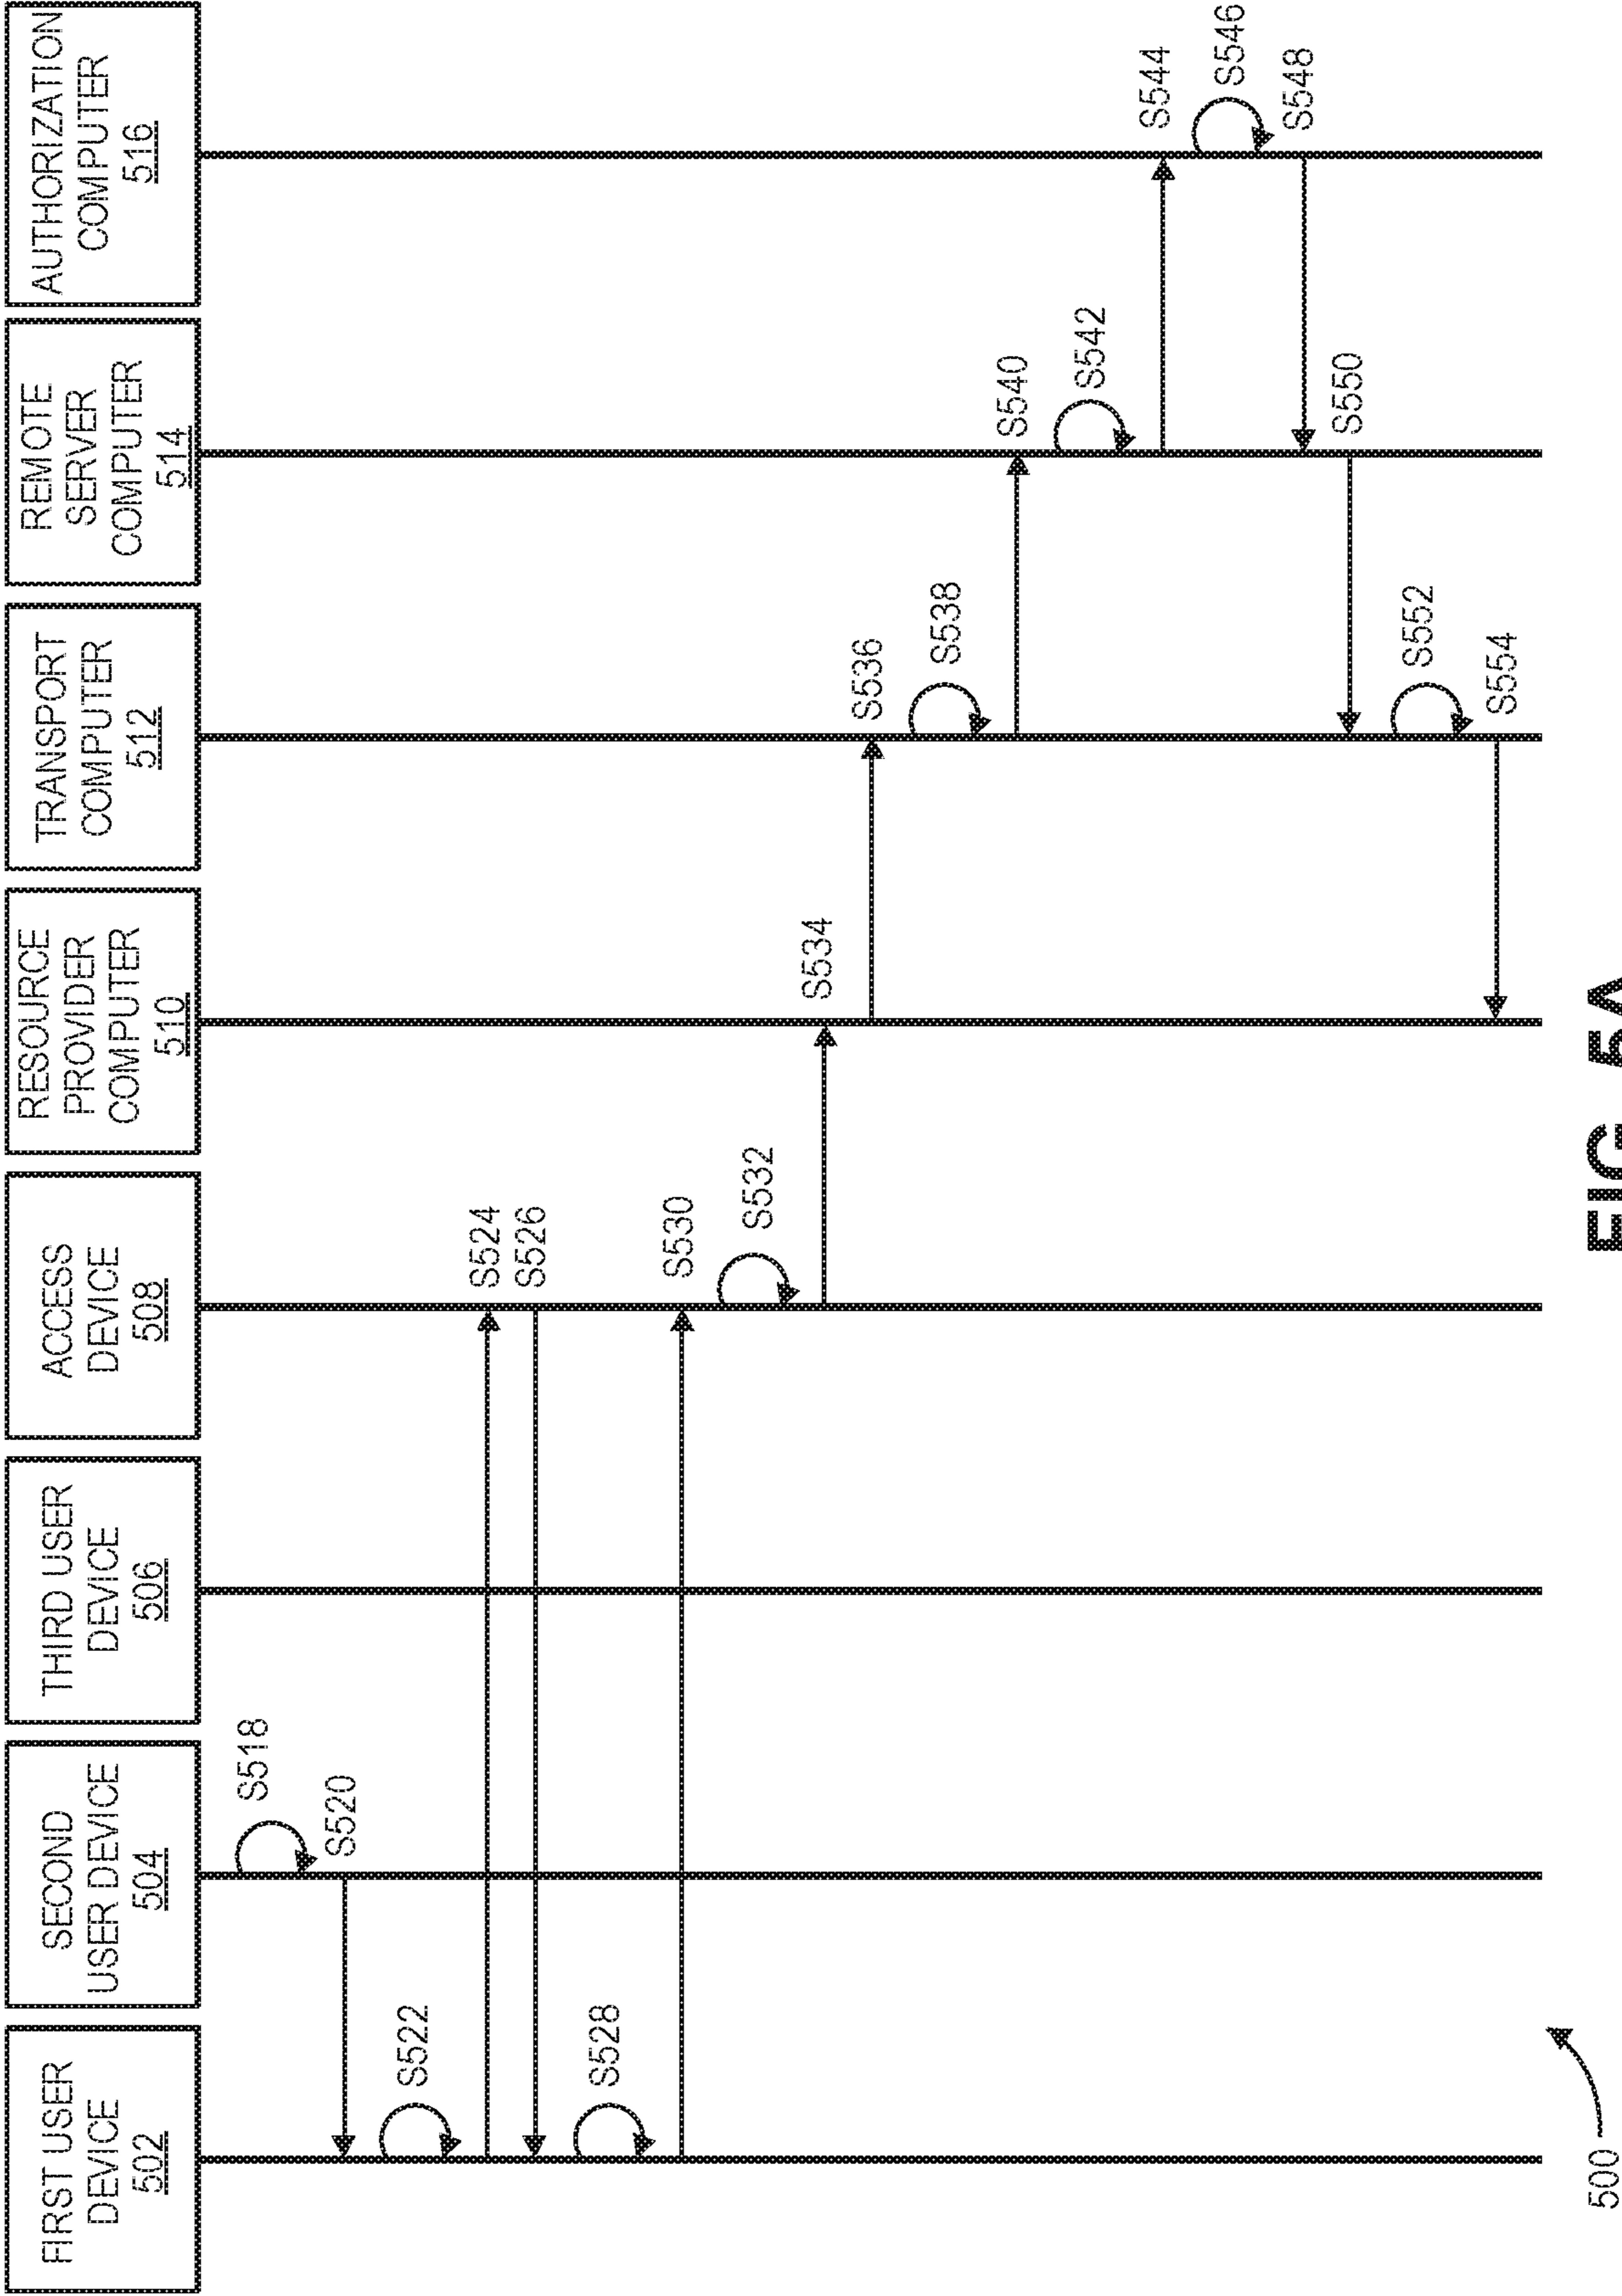 FIRST USER
DEVICE
502
SECOND
USER DEVICE
504
THIRD USER
DEVICE
506
ACCESS
DEVICE
508
RESOURCE
PROVIDER
COMPUTER
510
TRANSPORT
COMPUTER
512
REMOTE
SERVER
COMPUTER
514
AUTHORIZATION
COMPUTER
516
S518
S520
S522
S524
S526
S528
S530
S532
S534
S536
S538
S540
S542
S544
S546
S548
S550
S552
S554
500
FIG. 5A